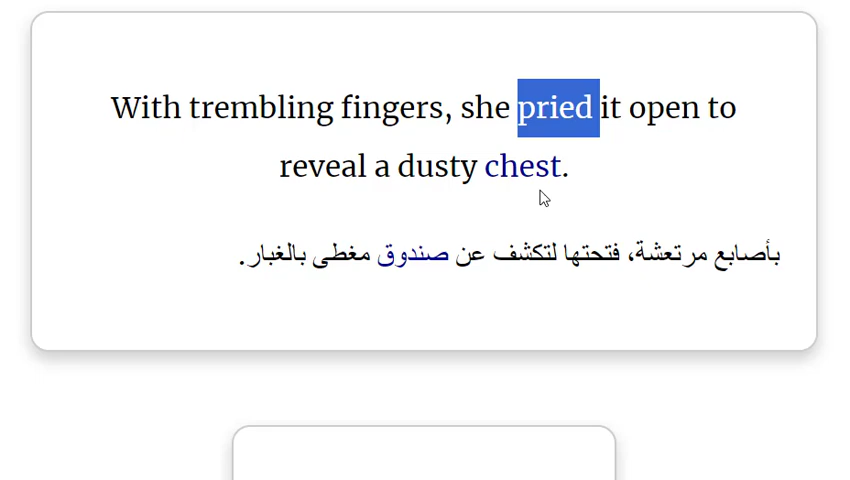 With trembling fingers, she pried it open to
reveal a dusty chest.
بأصابع مرتعشة، فتحتها لتكشف عن صندوق مغطى بالغبار.